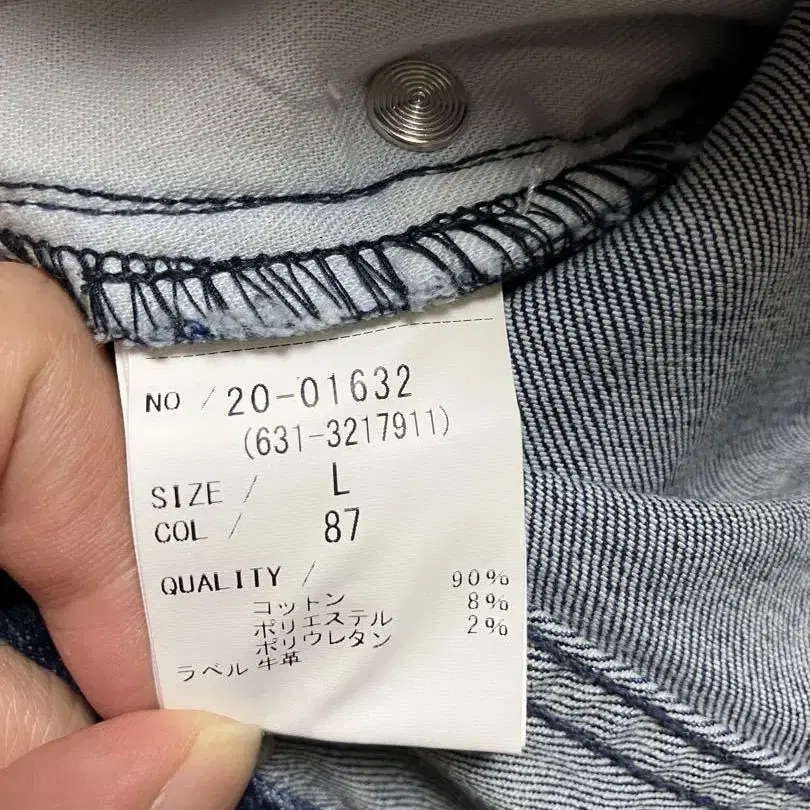 NO / 20-01632
(631-3217911)
SIZE / L
COL / 87
QUALITY /
コットン 90%
ポリエステル 8%
ポリウレタン 2%
ラベル 牛革